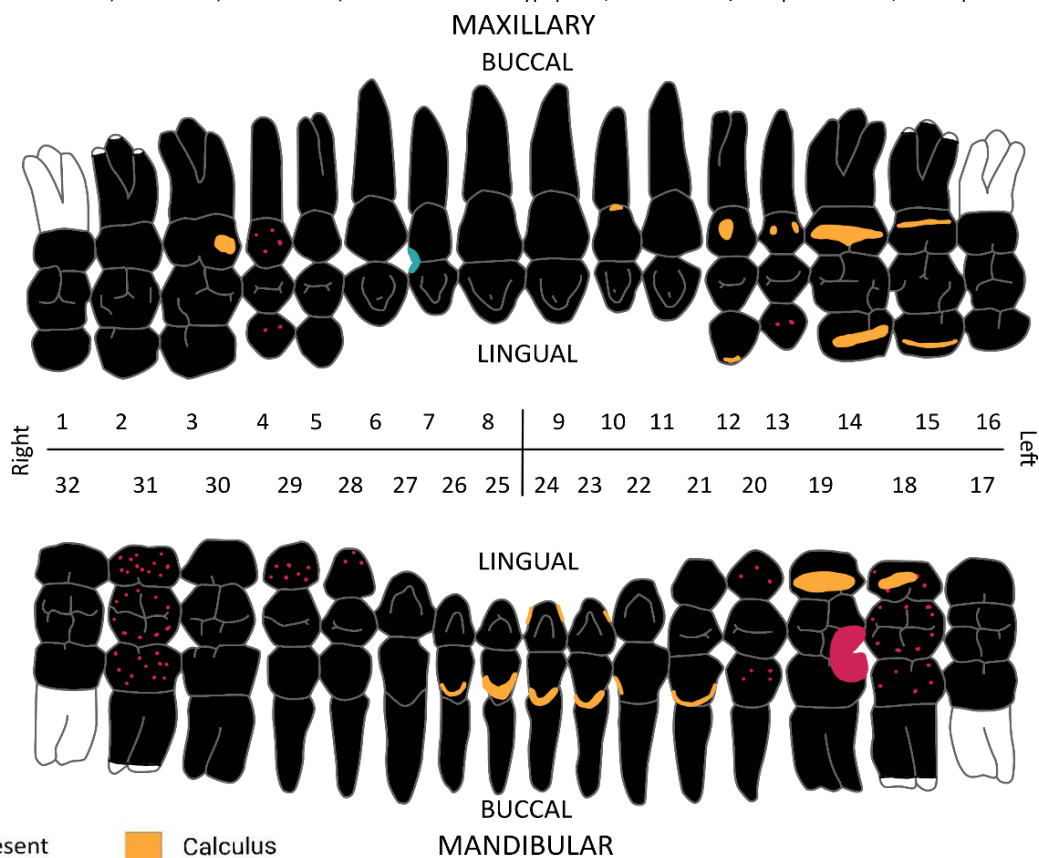 MAXILLARY
BUCCAL
LINGUAL
1 2 3 4 5 6 7 8 9 10 11 12 13 14 15 16
Right
Left
32 31 30 29 28 27 26 25 24 23 22 21 20 19 18 17
LINGUAL
BUCCAL
MANDIBULAR
esent
Calculus